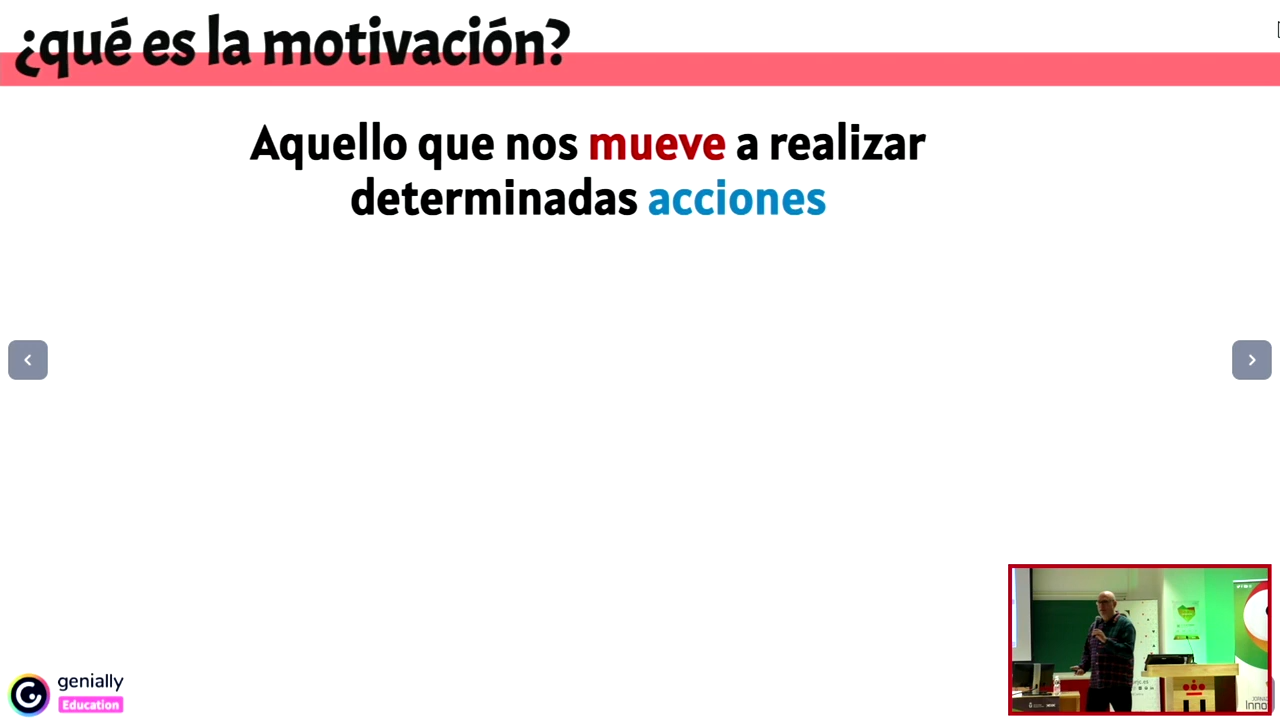 ¿qué es la motivación?
Aquello que nos mueve a realizar
determinadas acciones
genially
Education